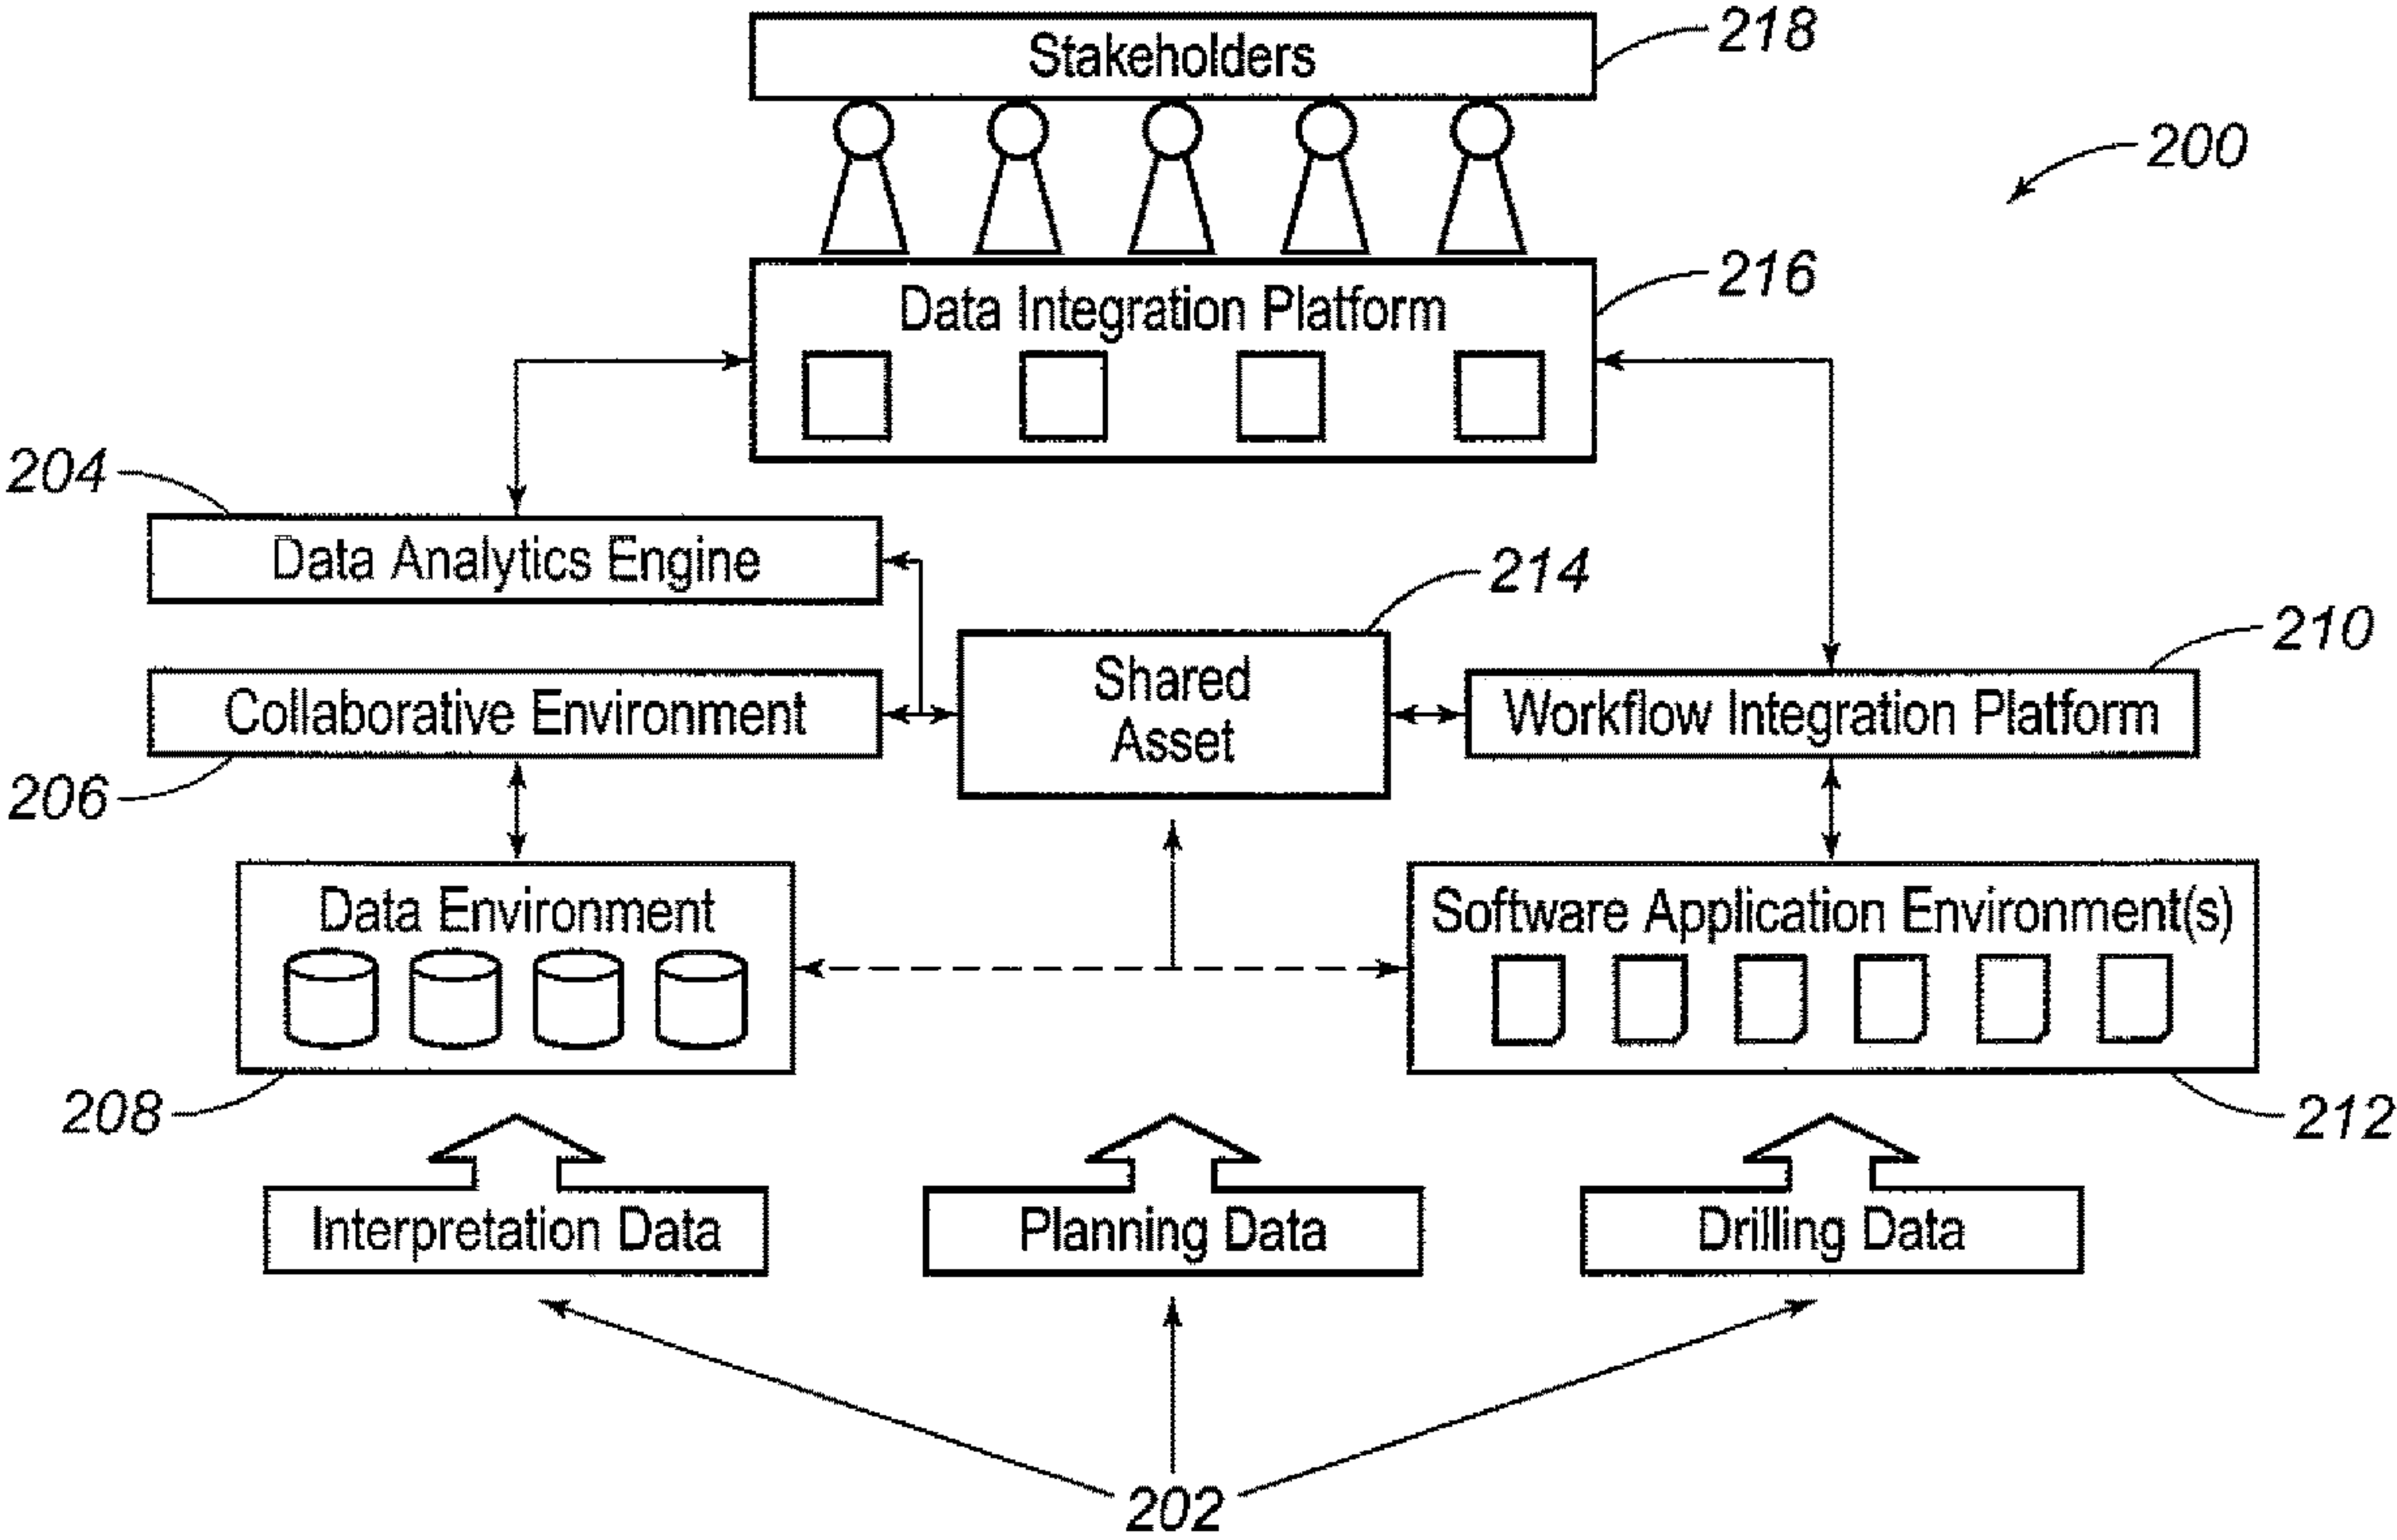 Stakeholders
218
200
Data Integration Platform
216
204
Data Analytics Engine
214
210
Shared
Asset
Collaborative Environment
Workflow Integration Platform
206
Data Environment
Software Application Environment(s)
208
212
Interpretation Data
Planning Data
Drilling Data
202